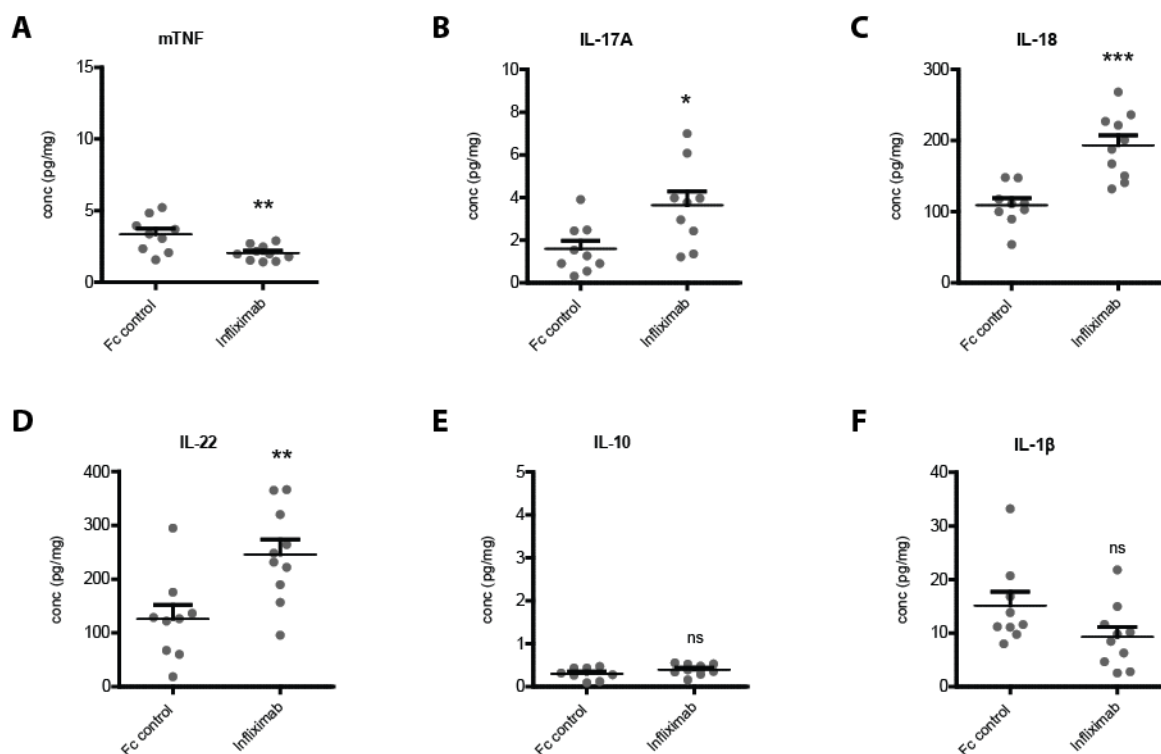 A
mTNF
15
10
5
0
conc (pg/mg)
**
Fc control
Infliximab
B
IL-17A
10
8
6
4
2
0
conc (pg/mg)
*
Fc control
Infliximab
C
IL-18
300
200
100
0
conc (pg/mg)
***
Fc control
Infliximab
D
IL-22
400
300
200
100
0
conc (pg/mg)
**
Fc control
Infliximab
E
IL-10
5
4
3
2
1
0
conc (pg/mg)
ns
Fc control
Infliximab
F
IL-1β
40
30
20
10
0
conc (pg/mg)
ns
Fc control
Infliximab